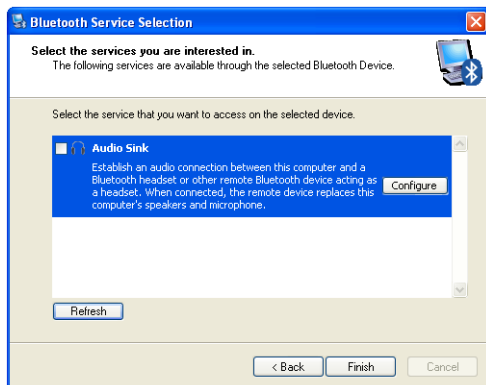 Bluetooth Service Selection
Select the services you are interested in.
The following services are available through the selected Bluetooth Device.
Select the service that you want to access on the selected device.
Audio Sink
Establish an audio connection between this computer and a
Bluetooth headset or other remote Bluetooth device acting as
a headset. When connected, the remote device replaces this
computer's speakers and microphone.
Configure
Refresh
< Back
Finish
Cancel